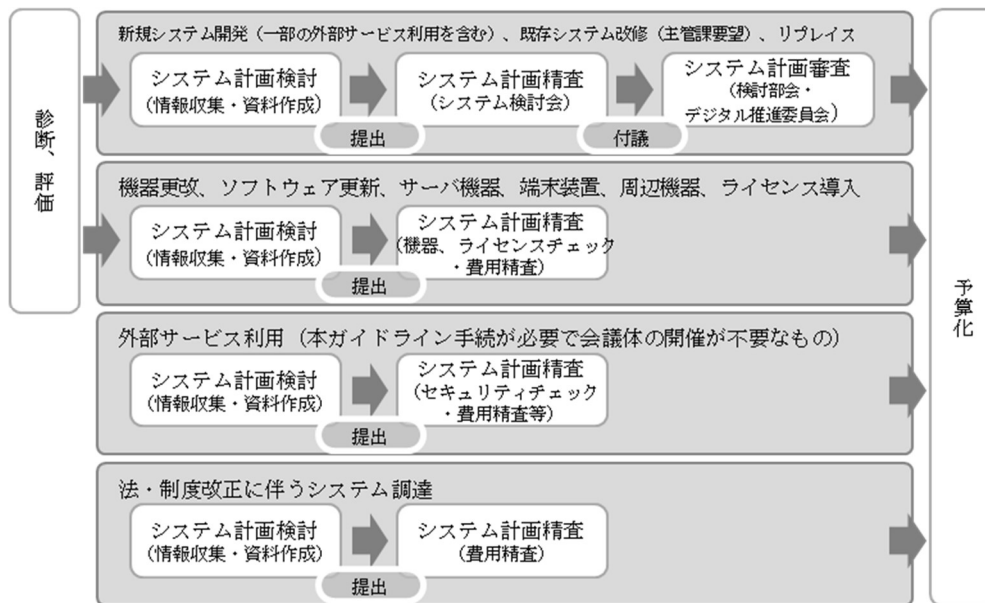 診断、評価
新規システム開発（一部の外部サービス利用を含む）、既存システム改修（主管課要望）、リプレイス
システム計画検討
（情報収集・資料作成）
提出
システム計画精査
（システム検討会）
付議
システム計画審査
（検討部会・
デジタル推進委員会）
機器更改、ソフトウェア更新、サーバ機器、端末装置、周辺機器、ライセンス導入
システム計画検討
（情報収集・資料作成）
提出
システム計画精査
（機器、ライセンスチェック
・費用精査）
外部サービス利用（本ガイドライン手続が必要で会議体の開催が不要なもの）
システム計画検討
（情報収集・資料作成）
提出
システム計画精査
（セキュリティチェック
・費用精査等）
法・制度改正に伴うシステム調達
システム計画検討
（情報収集・資料作成）
提出
システム計画精査
（費用精査）
予算化